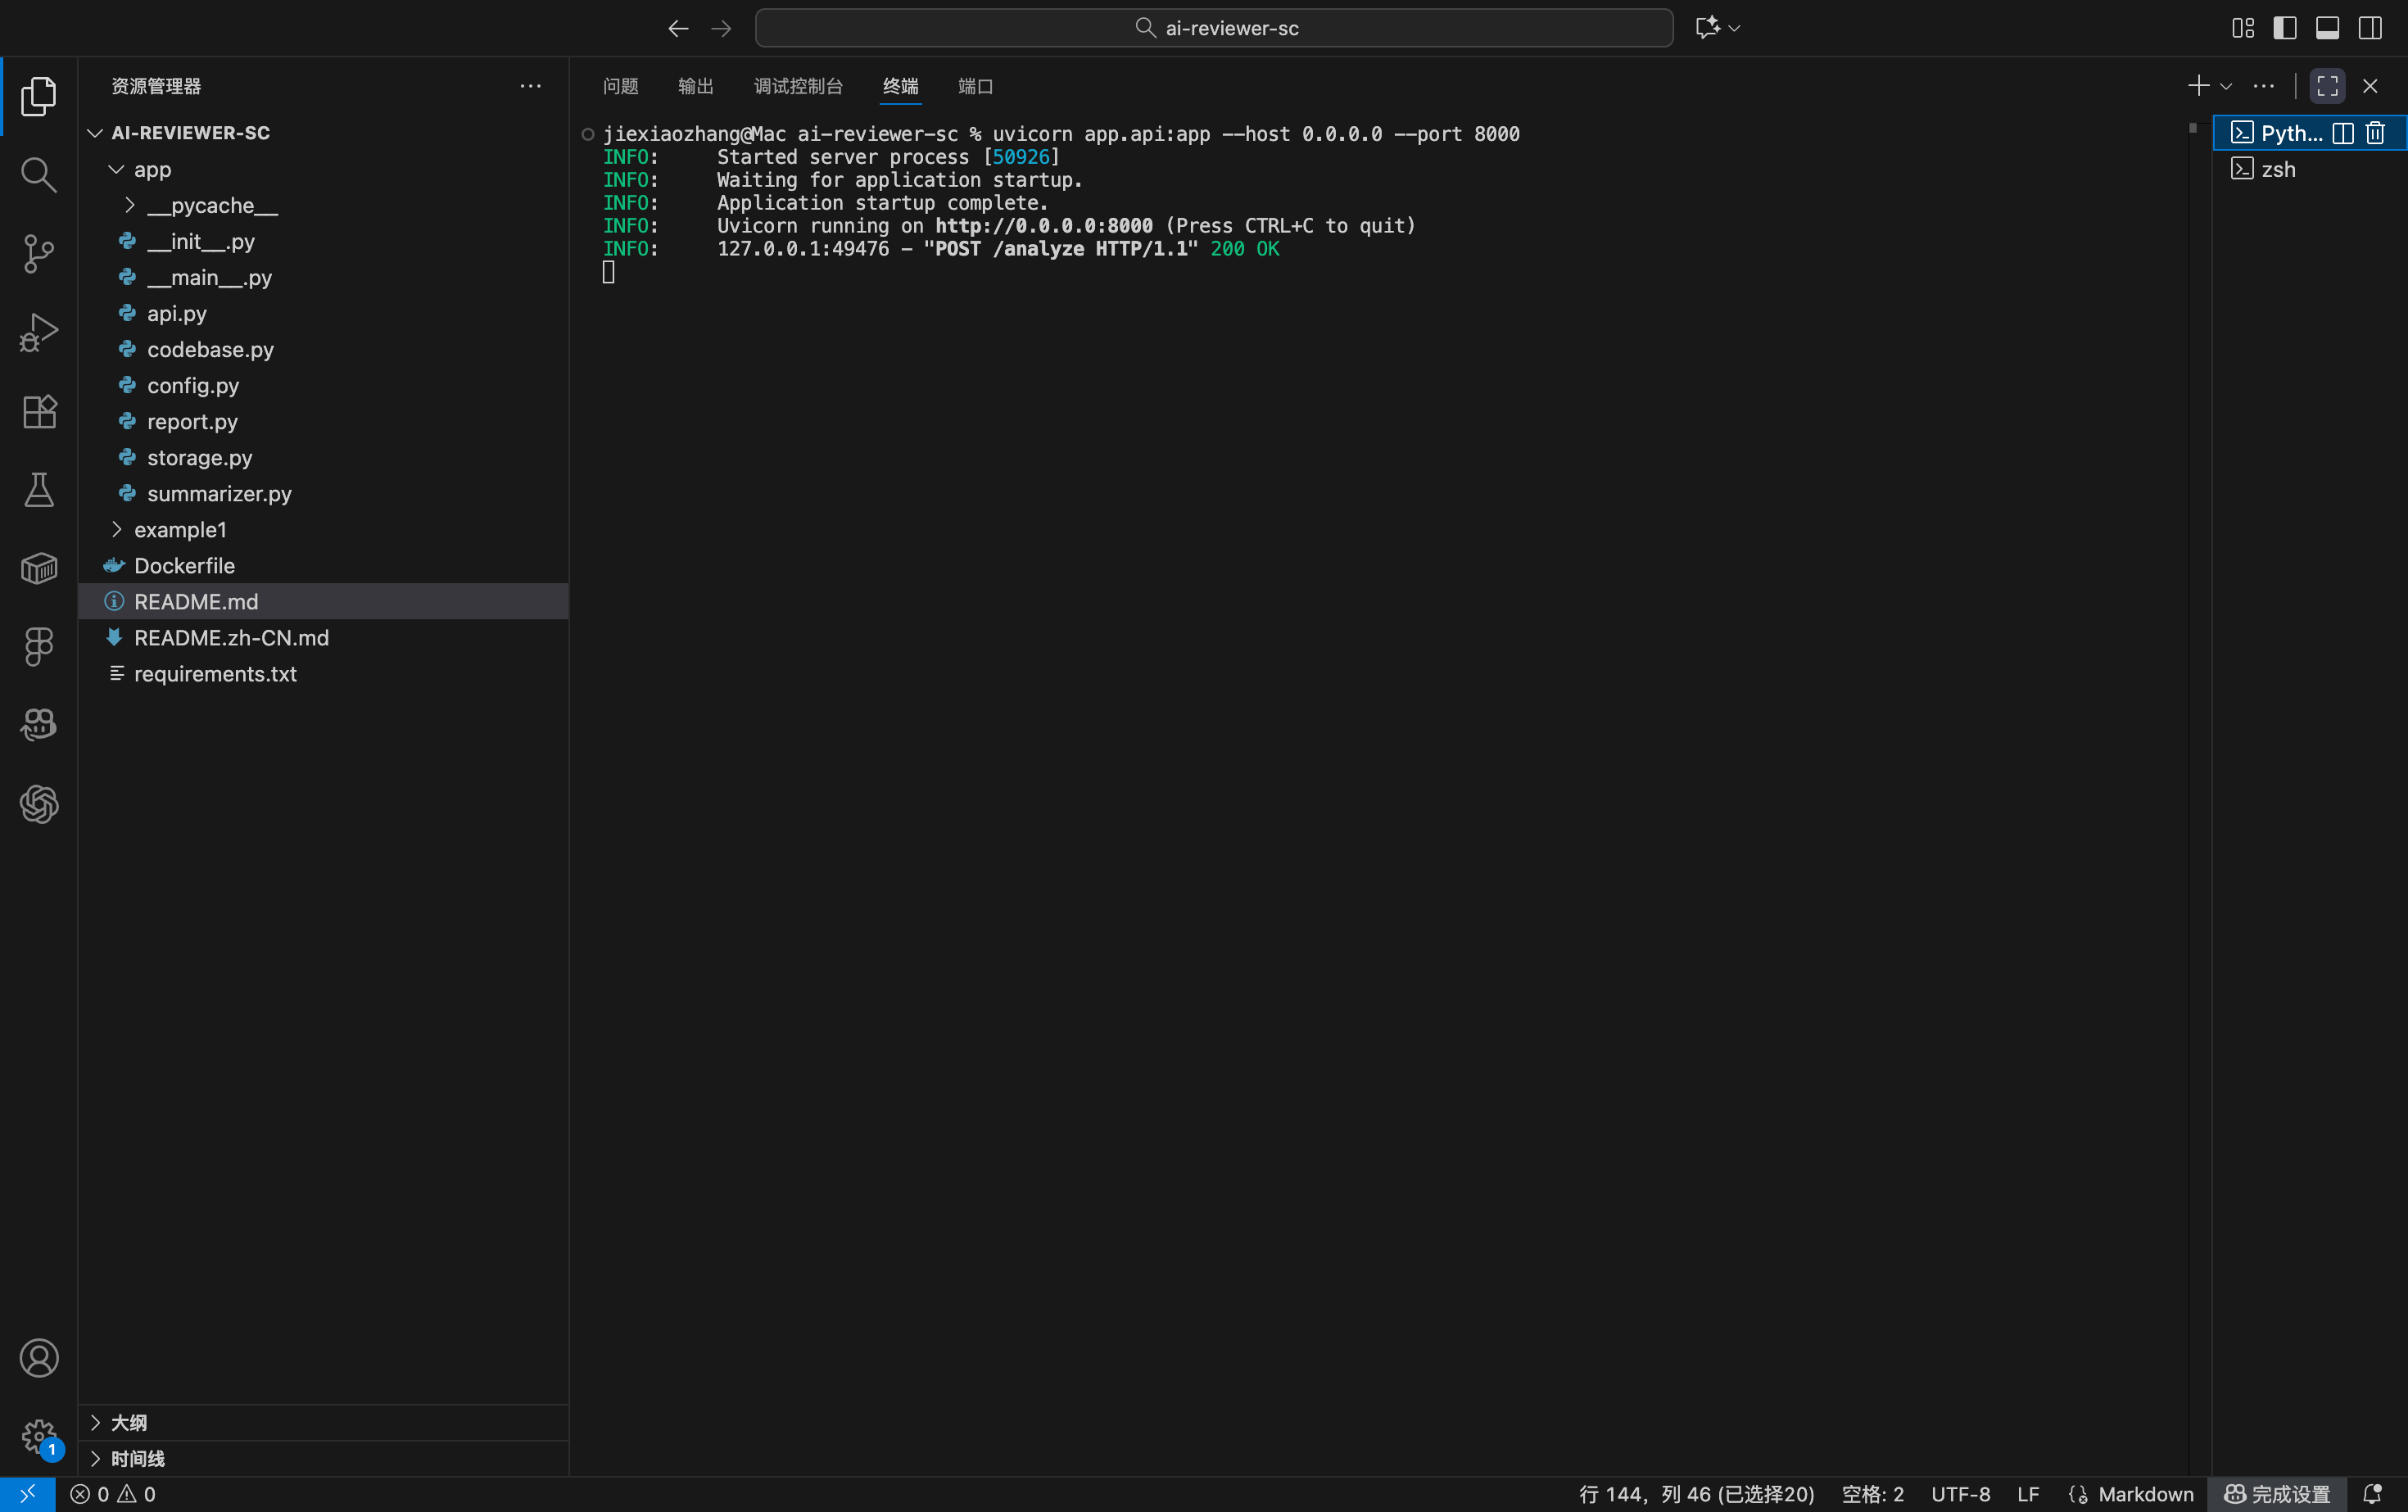 ai-reviewer-sc
资源管理器
AI-REVIEWER-SC
app
__pycache__
__init__.py
__main__.py
api.py
codebase.py
config.py
report.py
storage.py
summarizer.py
example1
Dockerfile
README.md
README.zh-CN.md
requirements.txt
大纲
时间线
问题 输出 调试控制台 终端 端口
jiexiaozhang@Mac ai-reviewer-sc % uvicorn app.api:app --host 0.0.0.0 --port 8000
INFO: Started server process [50926]
INFO: Waiting for application startup.
INFO: Application startup complete.
INFO: Uvicorn running on http://0.0.0.0:8000 (Press CTRL+C to quit)
INFO: 127.0.0.1:49476 - "POST /analyze HTTP/1.1" 200 OK
Pyth...
zsh
1
0 0
行 144, 列 46 (已选择20) 空格: 2 UTF-8 LF Markdown 完成设置